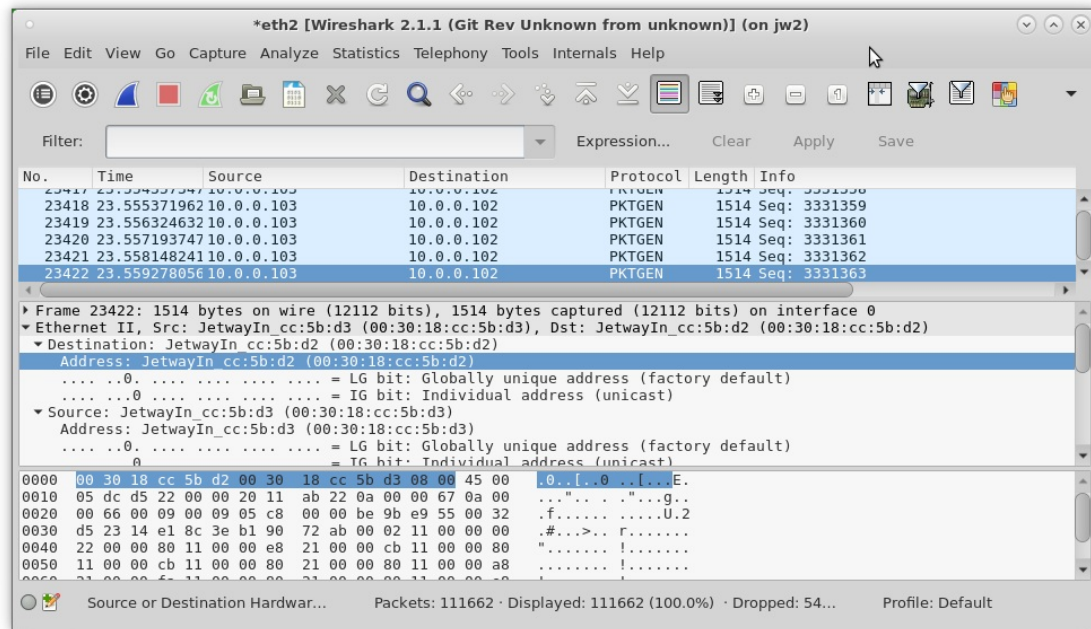 *eth2 [Wireshark 2.1.1 (Git Rev Unknown from unknown)] (on jw2)
File Edit View Go Capture Analyze Statistics Telephony Tools Internals Help
Filter: Expression... Clear Apply Save
No. Time Source Destination Protocol Length Info
23418 23.555371962 10.0.0.103 10.0.0.102 PKTGEN 1514 Seq: 3331359
23419 23.556324632 10.0.0.103 10.0.0.102 PKTGEN 1514 Seq: 3331360
23420 23.557193747 10.0.0.103 10.0.0.102 PKTGEN 1514 Seq: 3331361
23421 23.558148241 10.0.0.103 10.0.0.102 PKTGEN 1514 Seq: 3331362
23422 23.559278056 10.0.0.103 10.0.0.102 PKTGEN 1514 Seq: 3331363
Frame 23422: 1514 bytes on wire (12112 bits), 1514 bytes captured (12112 bits) on interface 0
Ethernet II, Src: JetwayIn_cc:5b:d3 (00:30:18:cc:5b:d3), Dst: JetwayIn_cc:5b:d2 (00:30:18:cc:5b:d2)
Destination: JetwayIn_cc:5b:d2 (00:30:18:cc:5b:d2)
Address: JetwayIn_cc:5b:d2 (00:30:18:cc:5b:d2)
.... ..0. .... .... .... .... = LG bit: Globally unique address (factory default)
.... ...0 .... .... .... .... = IG bit: Individual address (unicast)
Source: JetwayIn_cc:5b:d3 (00:30:18:cc:5b:d3)
Address: JetwayIn_cc:5b:d3 (00:30:18:cc:5b:d3)
.... ..0. .... .... .... .... = LG bit: Globally unique address (factory default)
.... ...0 .... .... .... .... = IG bit: Individual address (unicast)
0000 00 30 18 cc 5b d2 00 30 18 cc 5b d3 08 00 45 00 .0..[..0 ..[...E.
0010 05 dc d5 22 00 00 20 11 ab 22 0a 00 00 67 0a 00 ...".. . ."...g..
0020 00 66 00 09 00 09 05 c8 00 00 be 9b e9 55 00 32 .f...... .....U.2
0030 d5 23 14 e1 8c 3e b1 90 72 ab 00 02 11 00 00 00 .#...>.. r.......
0040 22 00 00 80 11 00 00 e8 21 00 00 cb 11 00 00 80 "....... !.......
0050 11 00 00 cb 11 00 00 80 21 00 00 80 11 00 00 a8 ........ !.......
Source or Destination Hardwar... Packets: 111662 · Displayed: 111662 (100.0%) · Dropped: 54... Profile: Default